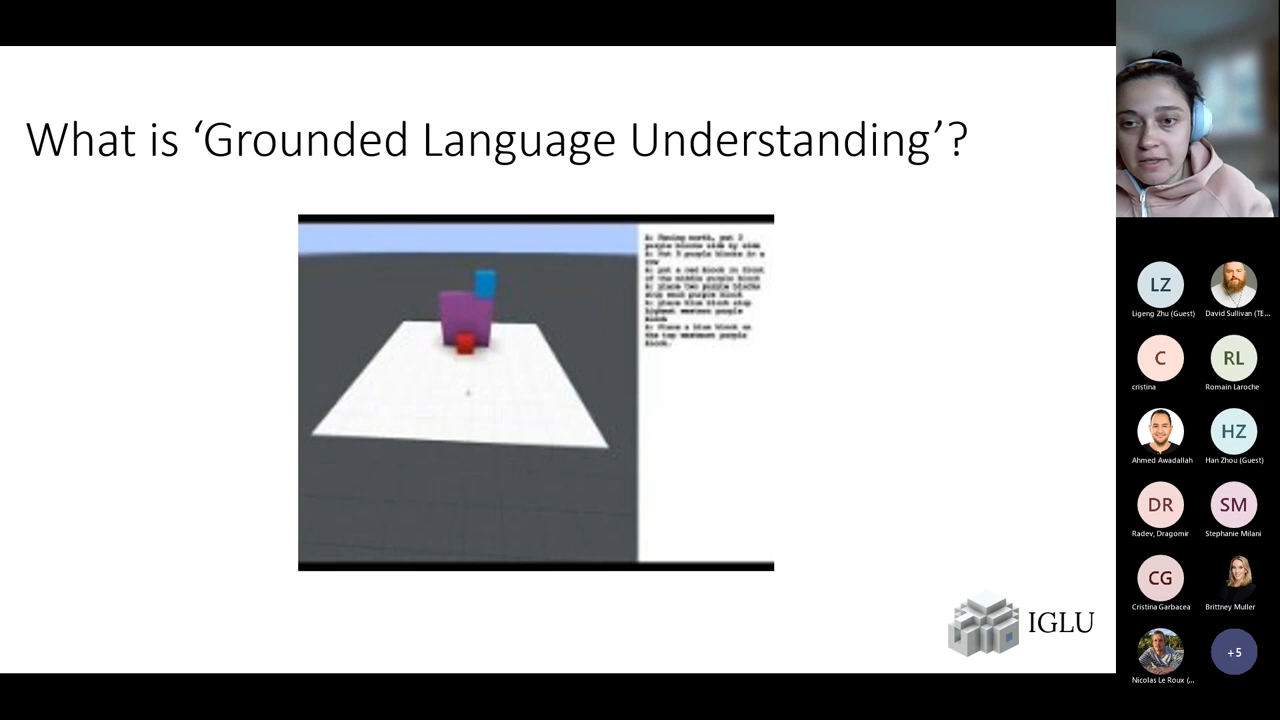 What is ‘Grounded Language Understanding’?
A: Facing north, put 3
purple blocks side by side
A: Put 3 purple blocks in a
row
A: put a red block in front
of the middle purple block
A: place two purple blocks
atop each purple block
A: place blue block atop
highest western purple
block
A: Place a blue block on
the top westmost purple
block.
IGLU
LZ
Ligeng Zhu (Guest)
David Sullivan (TE...
C
cristina
RL
Romain Laroche
Ahmed Awadallah
HZ
Han Zhou (Guest)
DR
Radev, Dragomir
SM
Stephanie Milani
CG
Cristina Garbacea
Brittney Muller
Nicolas Le Roux (...
+5